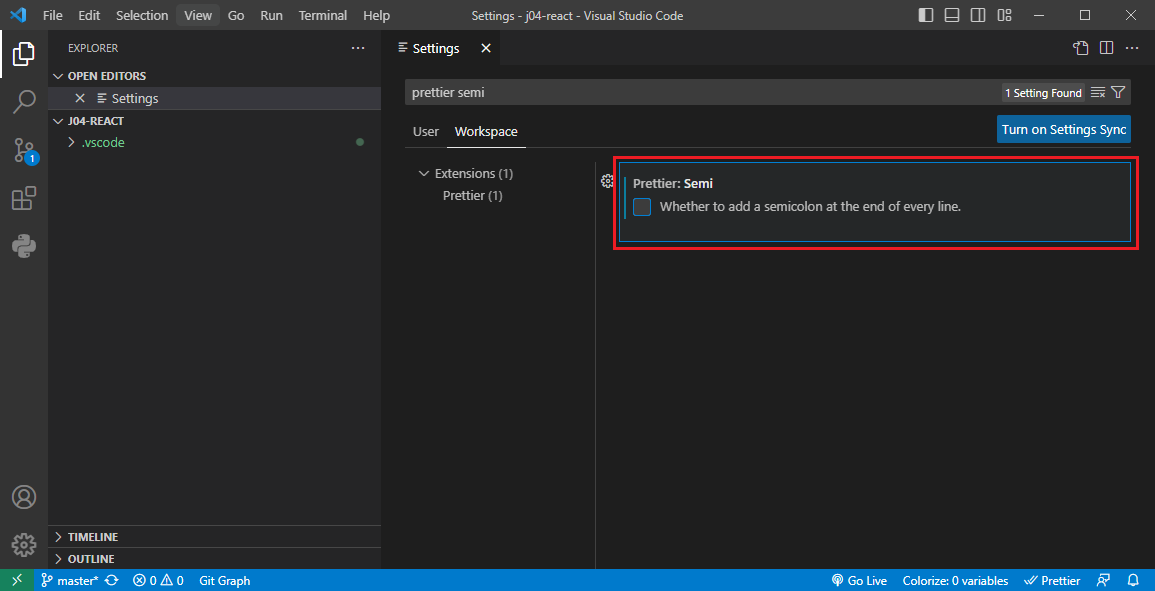 File Edit Selection View Go Run Terminal Help Settings - j04-react - Visual Studio Code
EXPLORER
OPEN EDITORS
Settings
J04-REACT
.vscode
1
TIMELINE
OUTLINE
Settings
prettier semi 1 Setting Found
User Workspace Turn on Settings Sync
Extensions (1)
Prettier (1)
Prettier: Semi
Whether to add a semicolon at the end of every line.
master* 0 0 Git Graph Go Live Colorize: 0 variables Prettier